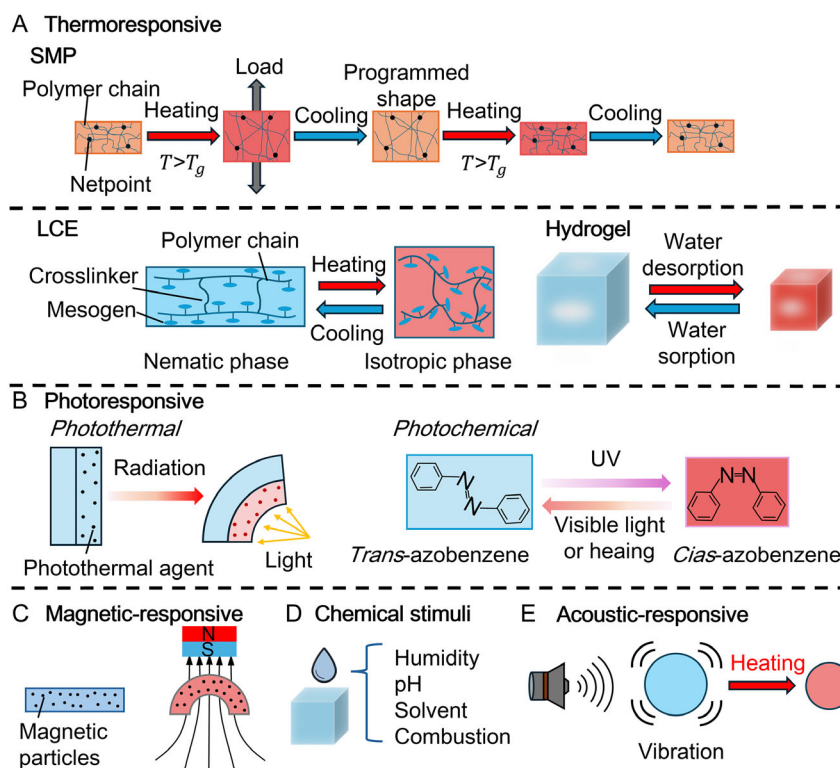 A Thermoresponsive
SMP
Polymer chain
Netpoint
Heating
T>Tg
Load
Cooling
Programmed
shape
Heating
T>Tg
Cooling
LCE
Crosslinker
Mesogen
Polymer chain
Nematic phase
Heating
Cooling
Isotropic phase
Hydrogel
Water
desorption
Water
sorption
B Photoresponsive
Photothermal
Radiation
Photothermal agent
Light
Photochemical
N
N
Trans-azobenzene
UV
Visible light
or heaing
N=N
Cias-azobenzene
C Magnetic-responsive
N
S
Magnetic
particles
D Chemical stimuli
Humidity
pH
Solvent
Combustion
E Acoustic-responsive
Vibration
Heating